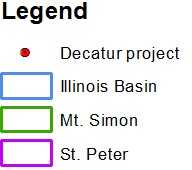 Legend
Decatur project
Illinois Basin
Mt. Simon
St. Peter